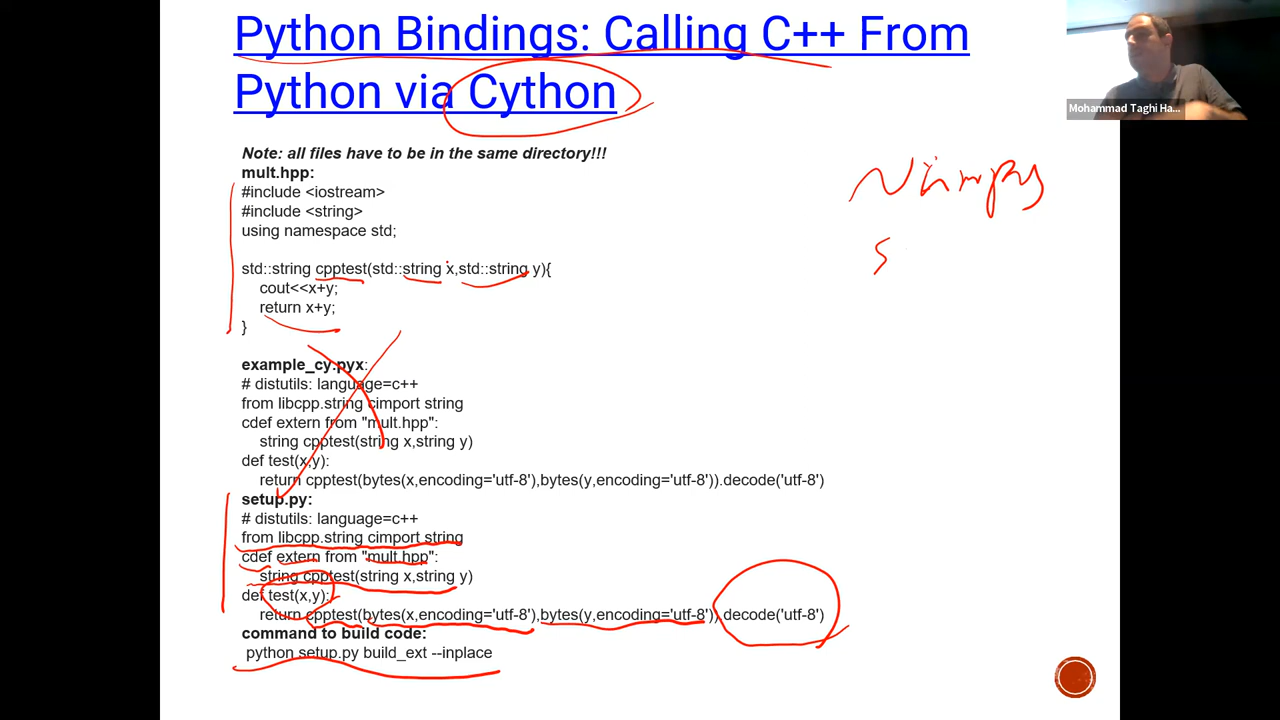 Python Bindings: Calling C++ From
Python via Cython
Mohammad Taghi Ha...
Note: all files have to be in the same directory!!!
mult.hpp:
#include <iostream>
#include <string>
using namespace std;
std::string cpptest(std::string x,std::string y){
cout<<x+y;
return x+y;
}
Numpy
S
example_cy.pyx:
# distutils: language=c++
from libcpp.string cimport string
cdef extern from "mult.hpp":
string cpptest(string x,string y)
def test(x,y):
return cpptest(bytes(x,encoding='utf-8'),bytes(y,encoding='utf-8')).decode('utf-8')
setup.py:
# distutils: language=c++
from libcpp.string cimport string
cdef extern from "mult.hpp":
string cpptest(string x,string y)
def test(x,y):
return cpptest(bytes(x,encoding='utf-8'),bytes(y,encoding='utf-8')).decode('utf-8')
command to build code:
python setup.py build_ext --inplace